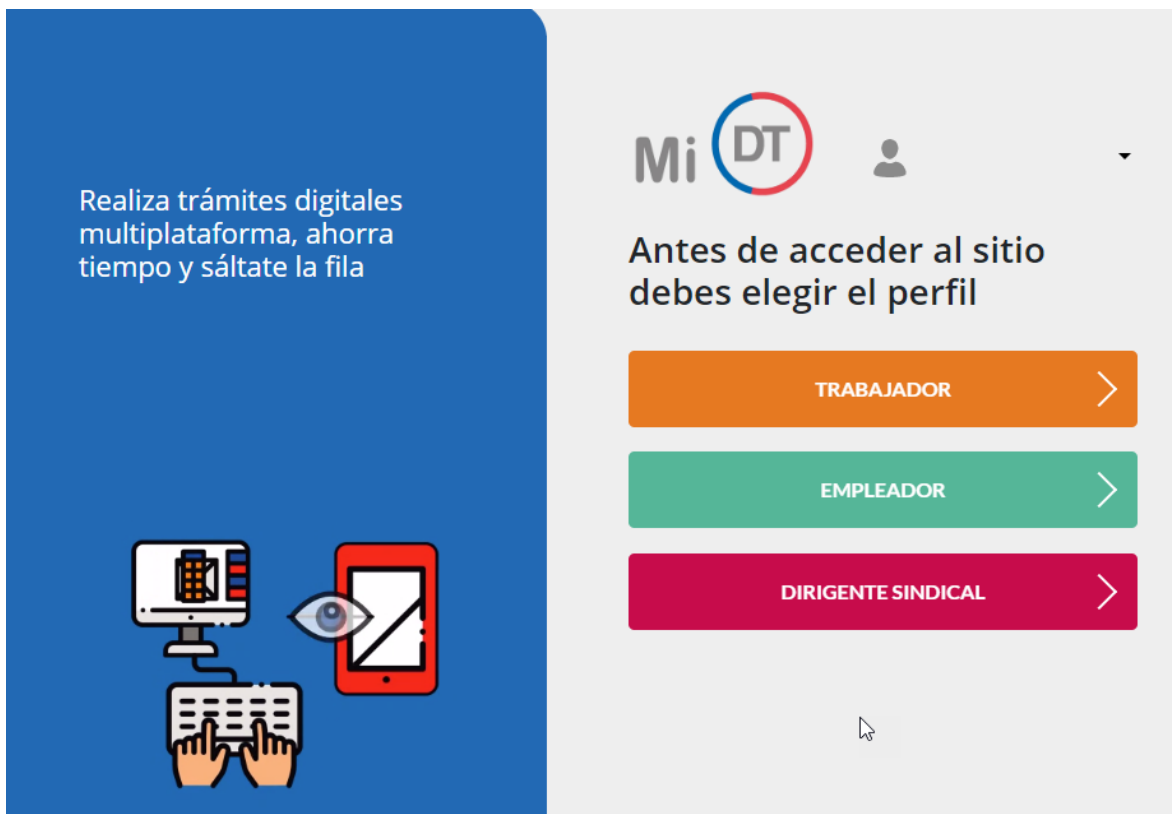 Realiza trámites digitales
multiplataforma, ahorra
tiempo y sáltate la fila
Mi DT
Antes de acceder al sitio
debes elegir el perfil
TRABAJADOR
EMPLEADOR
DIRIGENTE SINDICAL